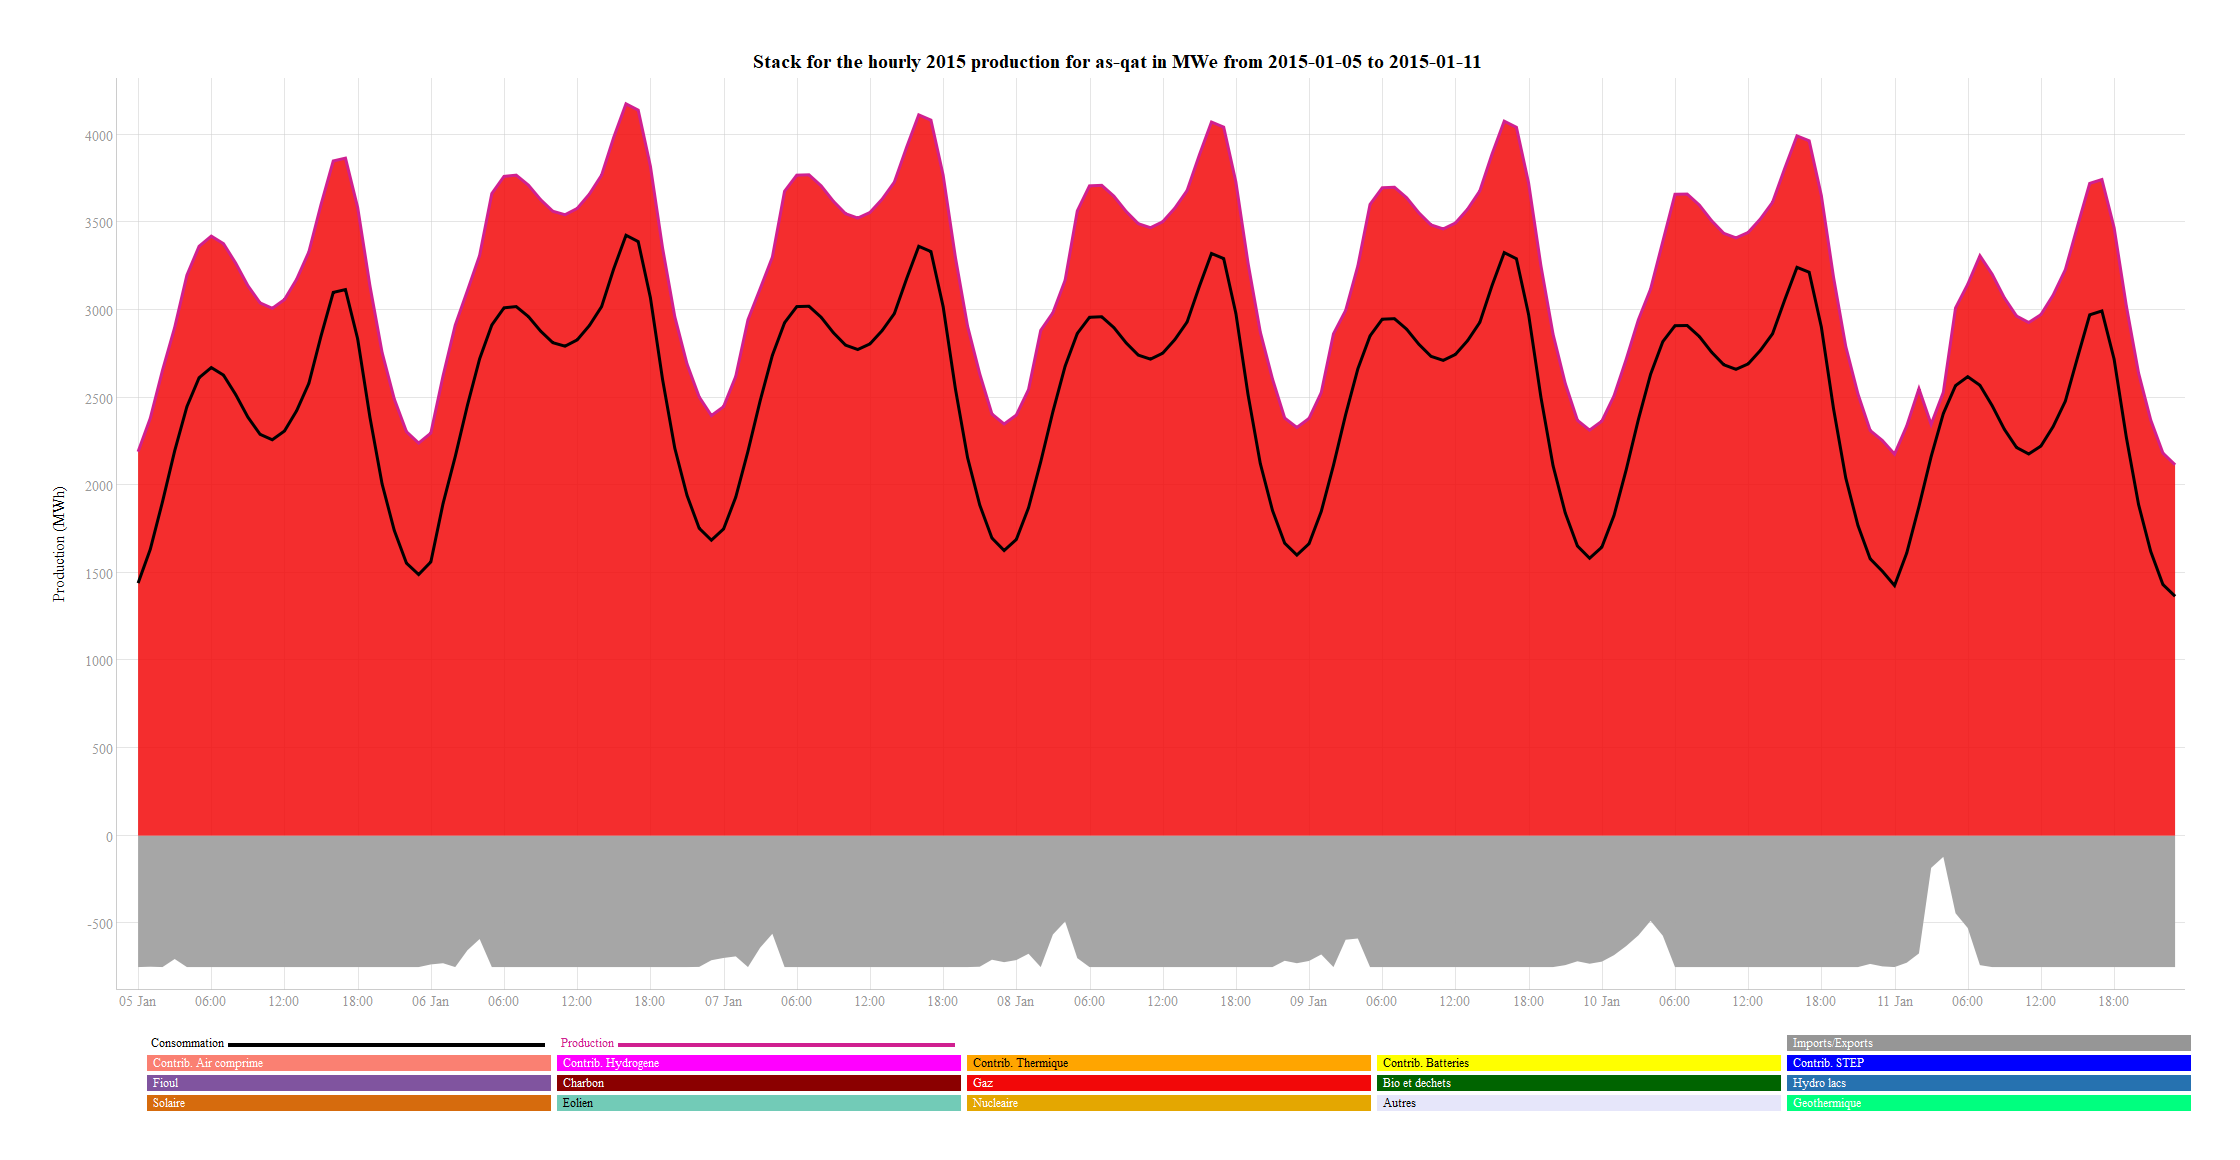 Stack for the hourly 2015 production for as-qat in MWe from 2015-01-05 to 2015-01-11
Production (MWh)
4000
3500
3000
2500
2000
1500
1000
500
0
-500
05 Jan 06:00 12:00 18:00 06 Jan 06:00 12:00 18:00 07 Jan 06:00 12:00 18:00 08 Jan 06:00 12:00 18:00 09 Jan 06:00 12:00 18:00 10 Jan 06:00 12:00 18:00 11 Jan 06:00 12:00 18:00
Consommation Production Imports/Exports
Contrib. Air comprime Contrib. Hydrogene Contrib. Thermique Contrib. Batteries Contrib. STEP
Fioul Charbon Gaz Bio et dechets Hydro lacs
Solaire Eolien Nucleaire Autres Geothermique